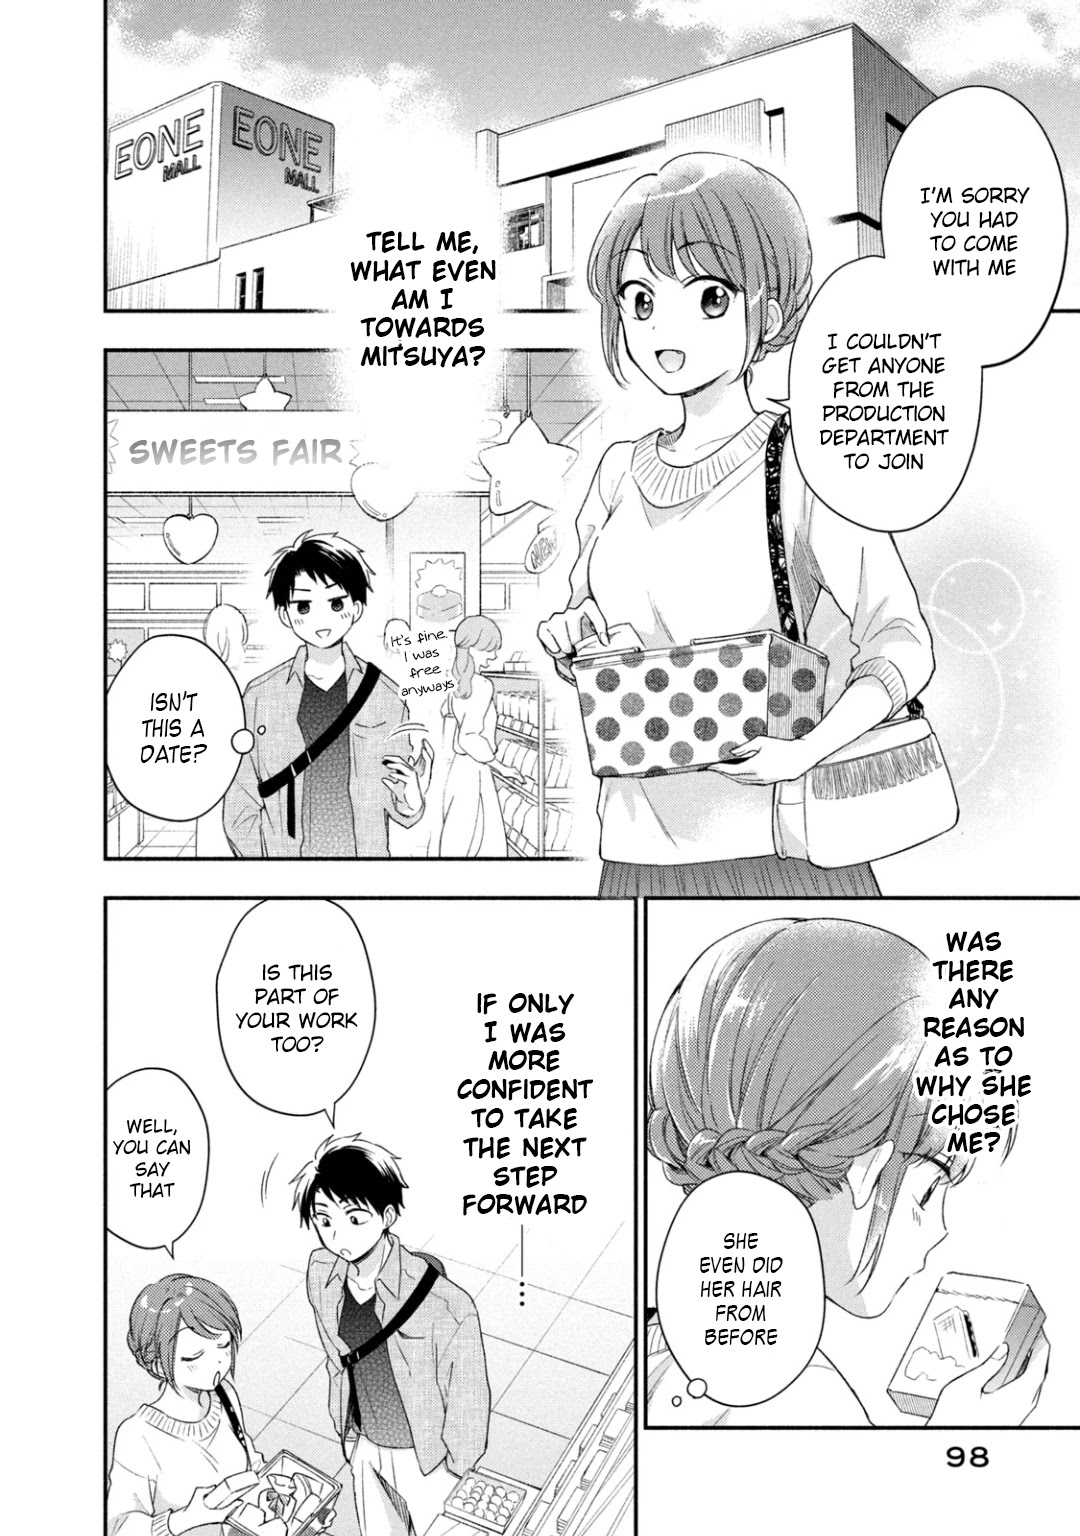 EONE
MALL
EONE
MALL
I'M SORRY
YOU HAD
TO COME
WITH ME
I COULDN'T
GET ANYONE
FROM THE
PRODUCTION
DEPARTMENT
TO JOIN
TELL ME,
WHAT EVEN
AM I
TOWARDS
MITSUYA?
SWEETS FAIR
It's fine.
I was
free
anyways
ISN'T
THIS A
DATE?
WAS
THERE
ANY
REASON
AS TO
WHY SHE
CHOSE
ME?
SHE
EVEN DID
HER HAIR
FROM
BEFORE
IF ONLY
I WAS
MORE
CONFIDENT
TO TAKE
THE NEXT
STEP
FORWARD
...
IS THIS
PART OF
YOUR WORK
TOO?
WELL,
YOU CAN
SAY
THAT
98